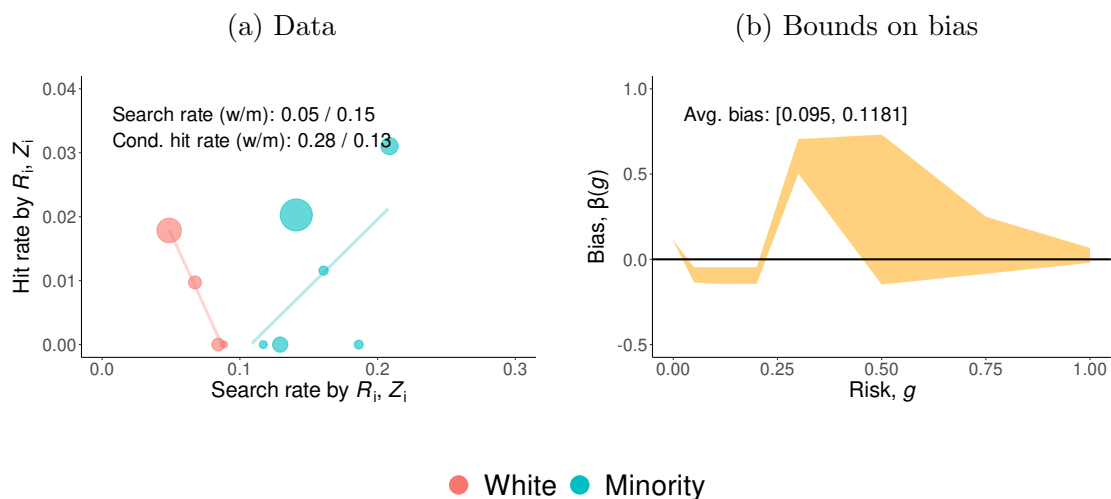 (a) Data
0.04
0.03
0.02
0.01
0.00
Hit rate by Rᵢ, Zᵢ
Search rate (w/m): 0.05 / 0.15
Cond. hit rate (w/m): 0.28 / 0.13
0.0 0.1 0.2 0.3
Search rate by Rᵢ, Zᵢ
(b) Bounds on bias
1.0
0.5
0.0
-0.5
Bias, β(g)
Avg. bias: [0.095, 0.1181]
0.00 0.25 0.50 0.75 1.00
Risk, g
White Minority